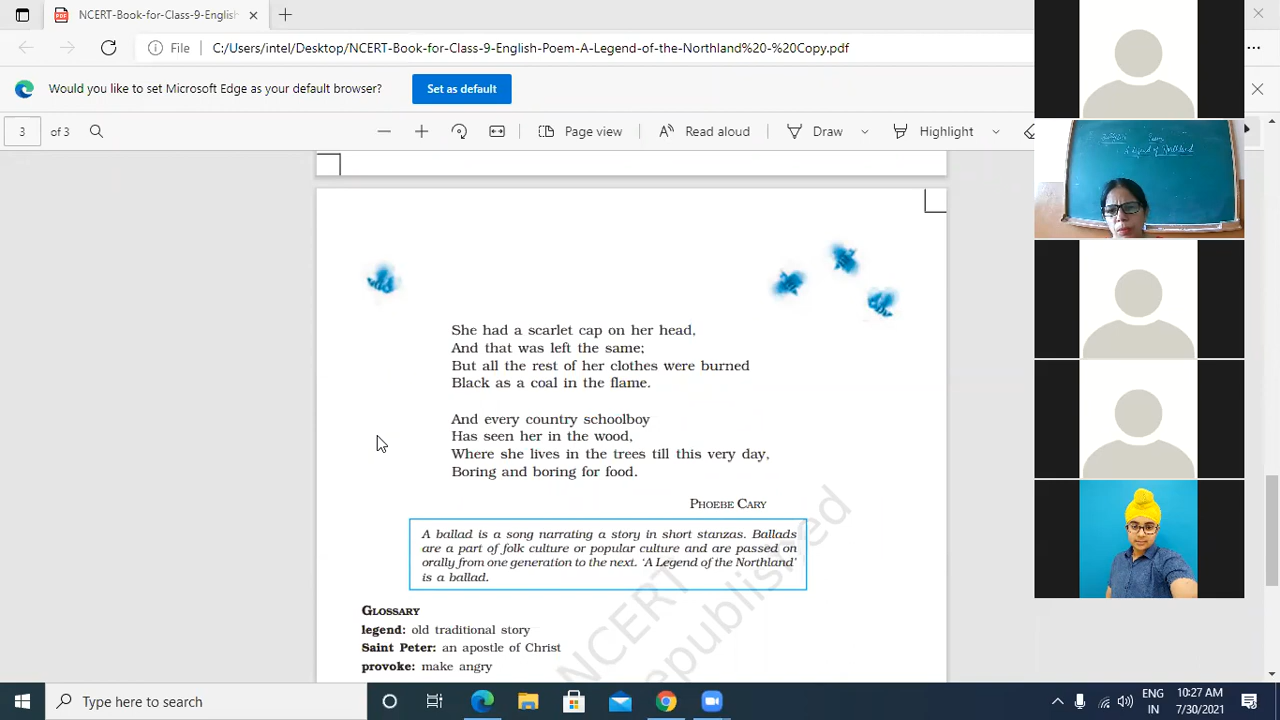 NCERT-Book-for-Class-9-English
File
C:/Users/intel/Desktop/NCERT-Book-for-Class-9-English-Poem-A-Legend-of-the-Northland%20-%20Copy.pdf
Would you like to set Microsoft Edge as your default browser?
Set as default
3 of 3
Page view
Read aloud
Draw
Highlight
She had a scarlet cap on her head,
And that was left the same;
But all the rest of her clothes were burned
Black as a coal in the flame.
And every country schoolboy
Has seen her in the wood,
Where she lives in the trees till this very day,
Boring and boring for food.
PHOEBE CARY
A ballad is a song narrating a story in short stanzas. Ballads
are a part of folk culture or popular culture and are passed on
orally from one generation to the next. 'A Legend of the Northland'
is a ballad.
GLOSSARY
legend: old traditional story
Saint Peter: an apostle of Christ
provoke: make angry
NCERT
republished
A legend of Northland
Type here to search
ENG
IN
10:27 AM
7/30/2021